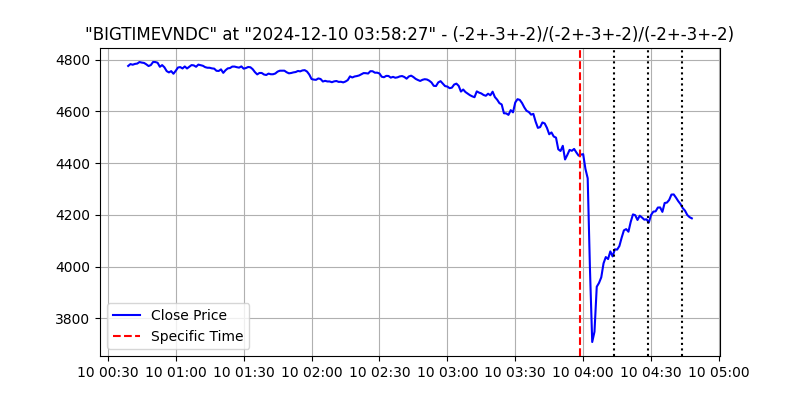 "BIGTIMEVNDC" at "2024-12-10 03:58:27" - (-2+-3+-2)/(-2+-3+-2)/(-2+-3+-2)
4800
4600
4400
4200
4000
3800
Close Price
Specific Time
10 00:30 10 01:00 10 01:30 10 02:00 10 02:30 10 03:00 10 03:30 10 04:00 10 04:30 10 05:00